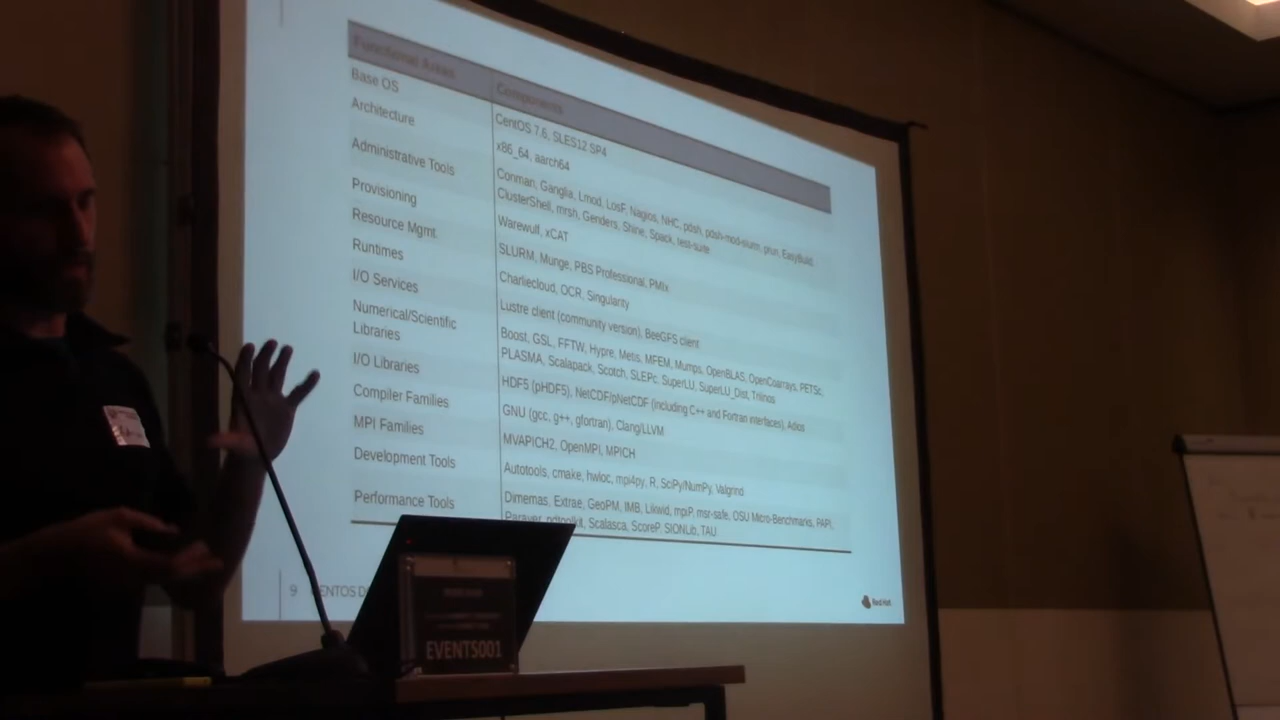 Functional Areas
Components
Base OS
CentOS 7.6, SLES12 SP4
Architecture
x86_64, aarch64
Administrative Tools
Conman, Ganglia, Lmod, LosF, Nagios, NHC, pdsh, pdsh-mod-slurm, prun, EasyBuild,
ClusterShell, mrsh, Genders, Shine, Spack, test-suite
Provisioning
Warewulf, xCAT
Resource Mgmt.
SLURM, Munge, PBS Professional, PMIx
Runtimes
Charliecloud, OCR, Singularity
I/O Services
Lustre client (community version), BeeGFS client
Numerical/Scientific
Libraries
Boost, GSL, FFTW, Hypre, Metis, MFEM, Mumps, OpenBLAS, OpenCoarrays, PETSc,
PLASMA, Scalapack, Scotch, SLEPc, SuperLU, SuperLU_Dist, Trilinos
I/O Libraries
HDF5 (pHDF5), NetCDF/pNetCDF (including C++ and Fortran interfaces), Adios
Compiler Families
GNU (gcc, g++, gfortran), Clang/LLVM
MPI Families
MVAPICH2, OpenMPI, MPICH
Development Tools
Autotools, cmake, hwloc, mpi4py, R, SciPy/NumPy, Valgrind
Performance Tools
Dimemas, Extrae, GeoPM, IMB, Likwid, mpiP, msr-safe, OSU Micro-Benchmarks, PAPI,
Paraver, pdtoolkit, Scalasca, ScoreP, SIONLib, TAU
9 CENTOS D
Red Hat
EVENTS001